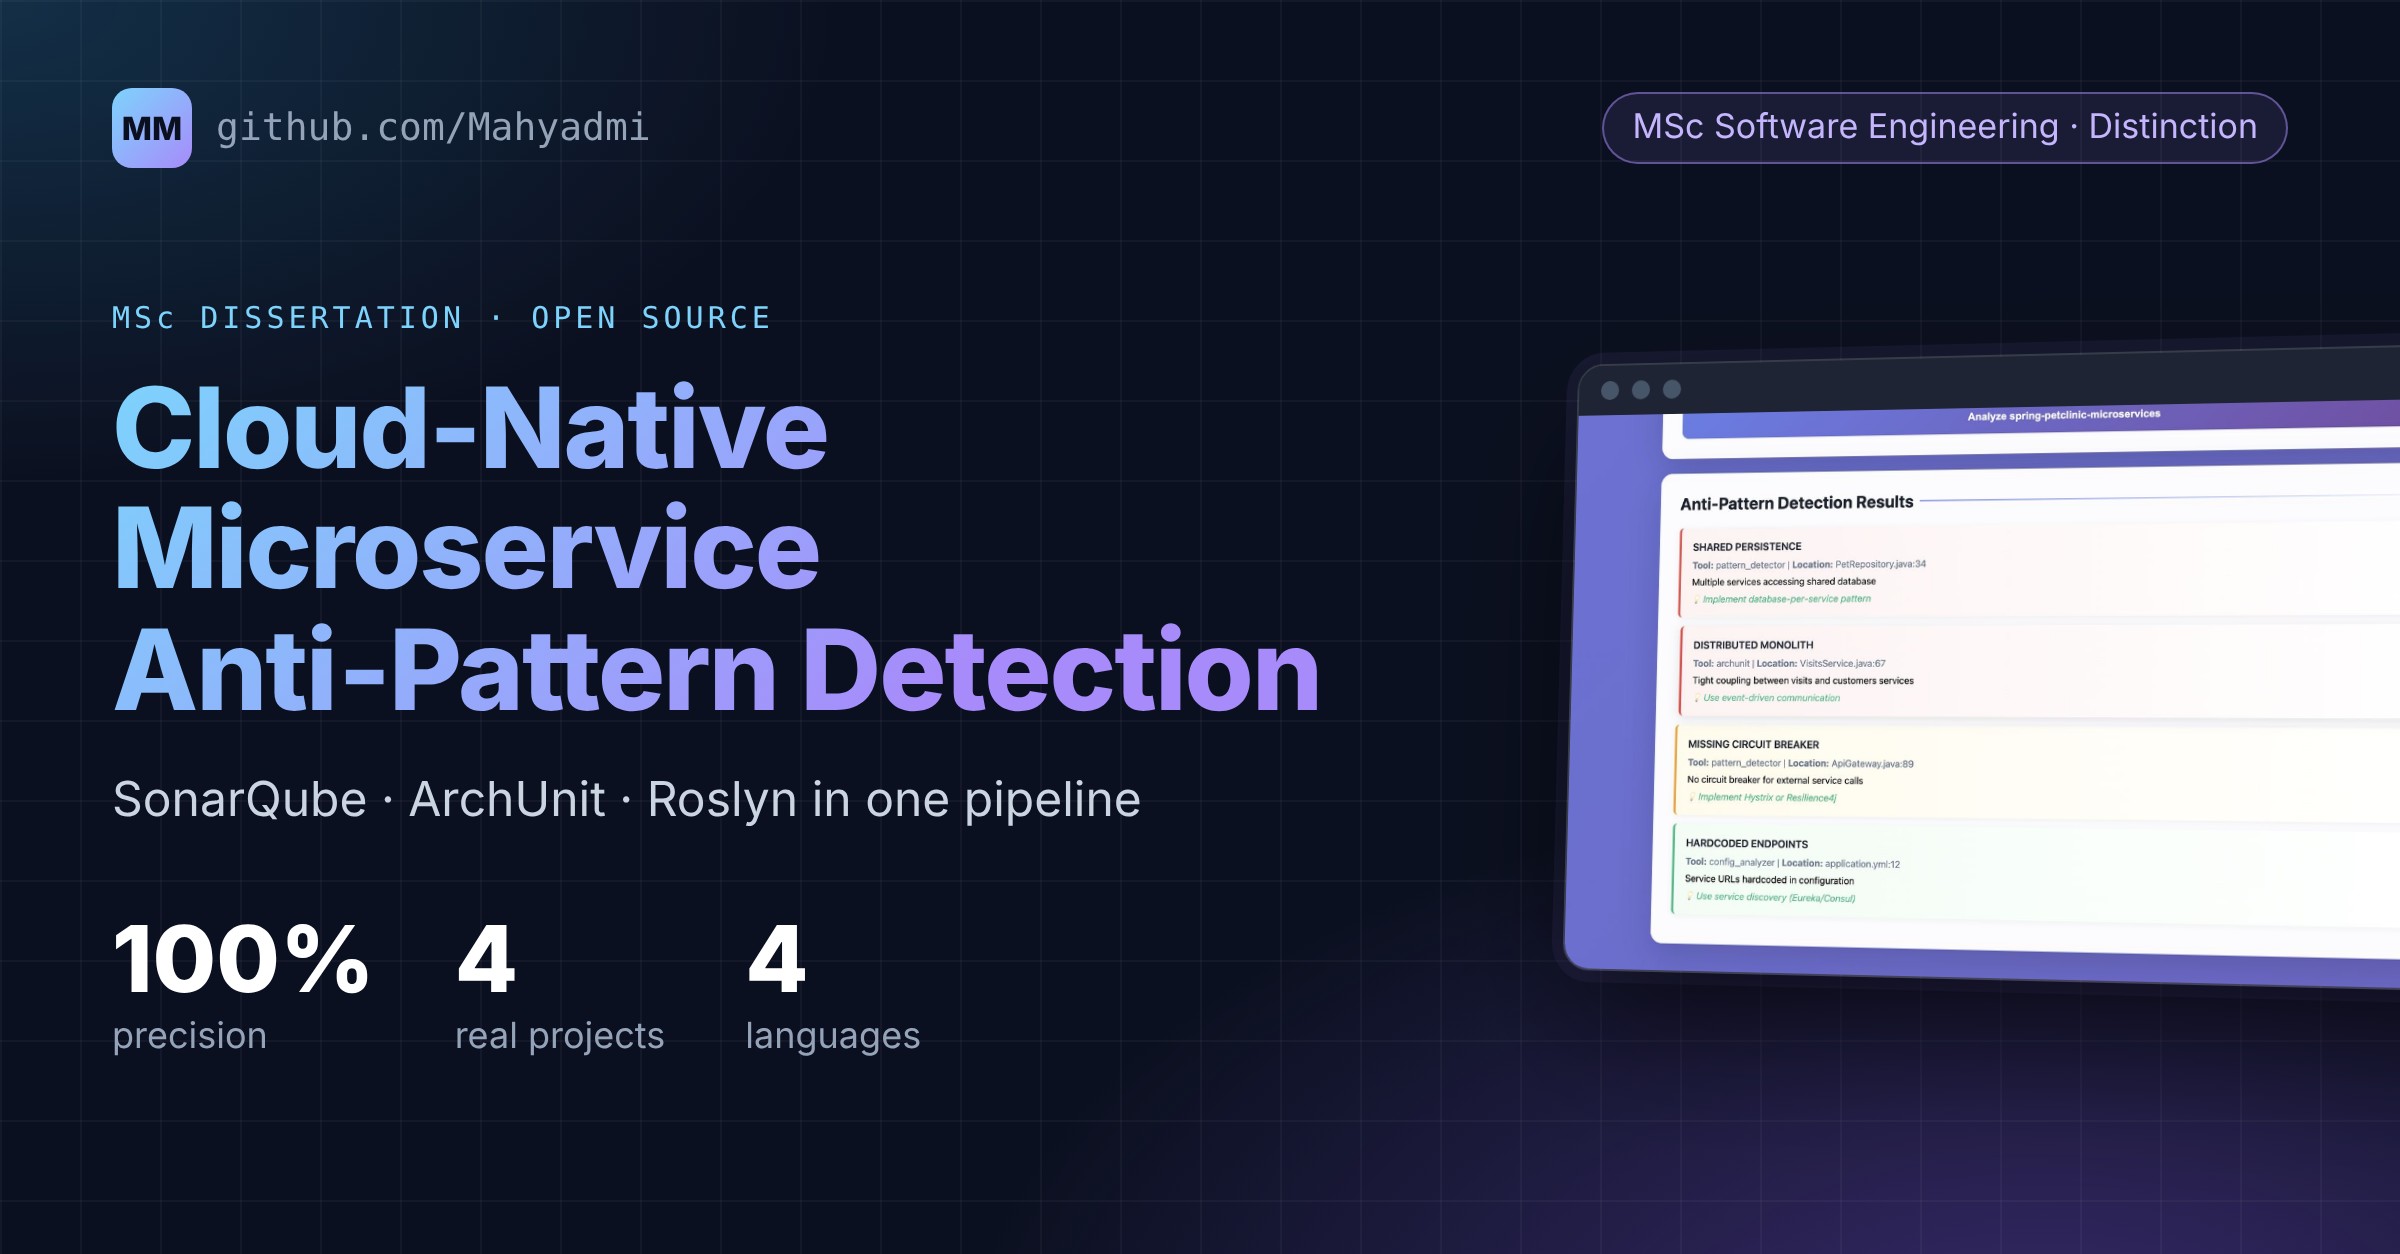 MM github.com/Mahyadmi
MSc Software Engineering · Distinction
MSc DISSERTATION · OPEN SOURCE
Cloud-Native
Microservice
Anti-Pattern Detection
SonarQube · ArchUnit · Roslyn in one pipeline
100% 4 4
precision real projects languages
Analyze spring-petclinic-microservices
Anti-Pattern Detection Results
SHARED PERSISTENCE
Tool: pattern_detector | Location: PetRepository.java:34
Multiple services accessing shared database
Implement database-per-service pattern
DISTRIBUTED MONOLITH
Tool: archunit | Location: VisitsService.java:67
Tight coupling between visits and customers services
Use event-driven communication
MISSING CIRCUIT BREAKER
Tool: pattern_detector | Location: ApiGateway.java:89
No circuit breaker for external service calls
Implement Hystrix or Resilience4j
HARDCODED ENDPOINTS
Tool: config_analyzer | Location: application.yml:12
Service URLs hardcoded in configuration
Use service discovery (Eureka/Consul)